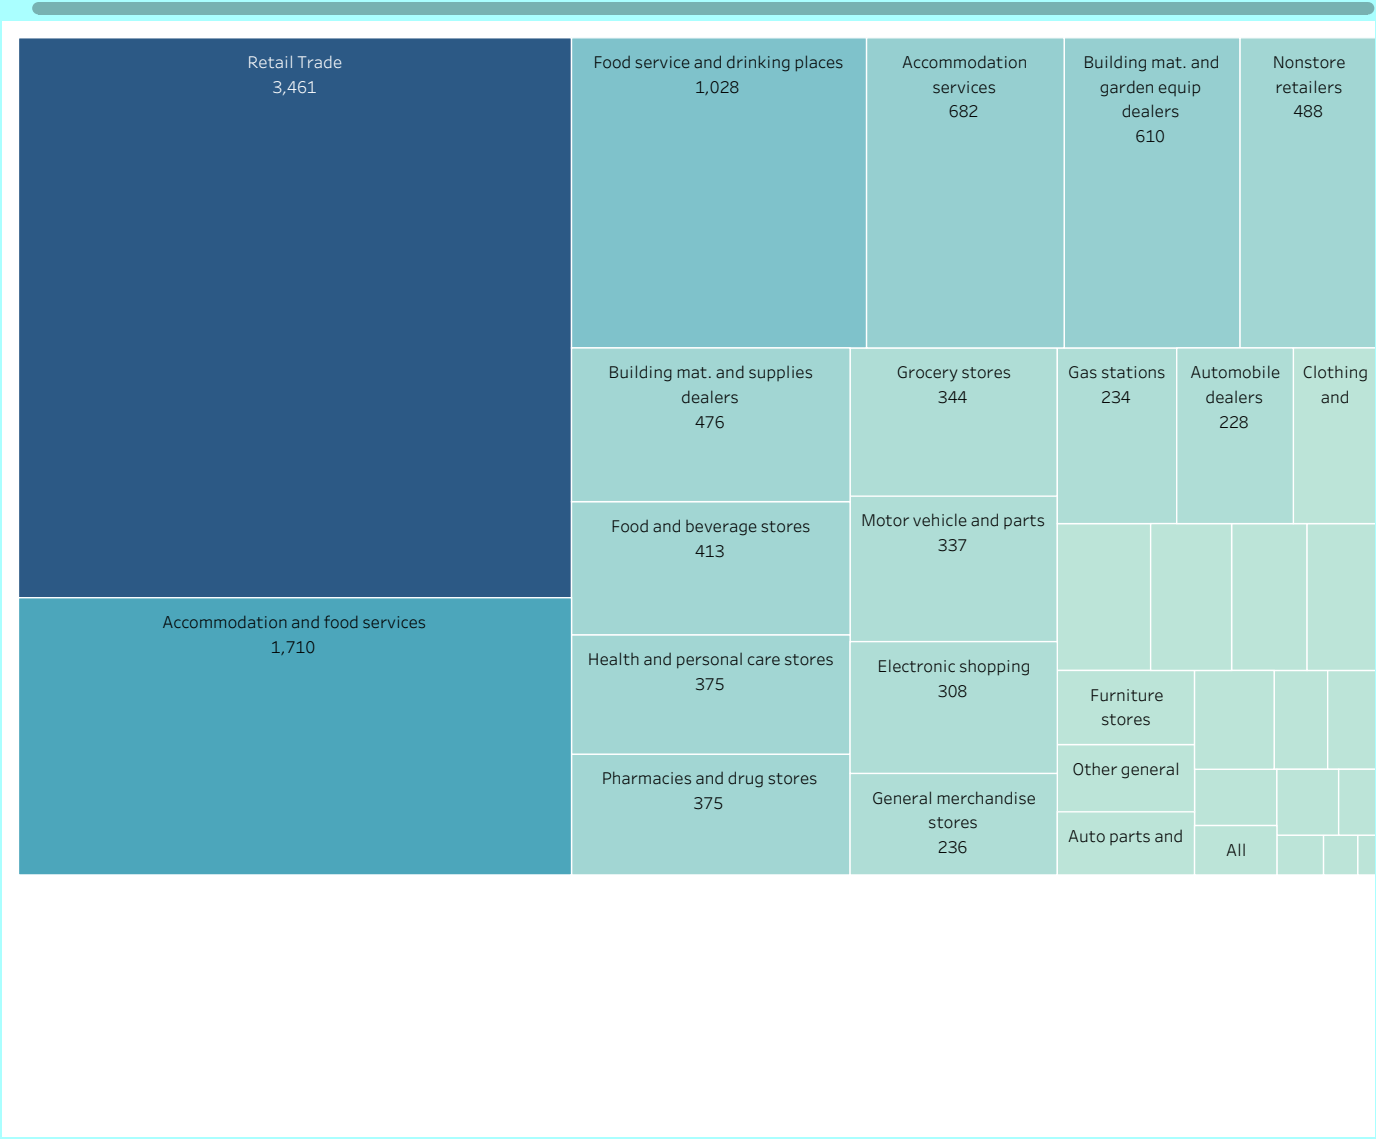 Retail Trade
3,461
Accommodation and food services
1,710
Food service and drinking places
1,028
Accommodation
services
682
Building mat. and
garden equip
dealers
610
Nonstore
retailers
488
Building mat. and supplies
dealers
476
Food and beverage stores
413
Health and personal care stores
375
Pharmacies and drug stores
375
Grocery stores
344
Motor vehicle and parts
337
Electronic shopping
308
General merchandise
stores
236
Gas stations
234
Automobile
dealers
228
Clothing
and
Furniture
stores
Other general
Auto parts and
All